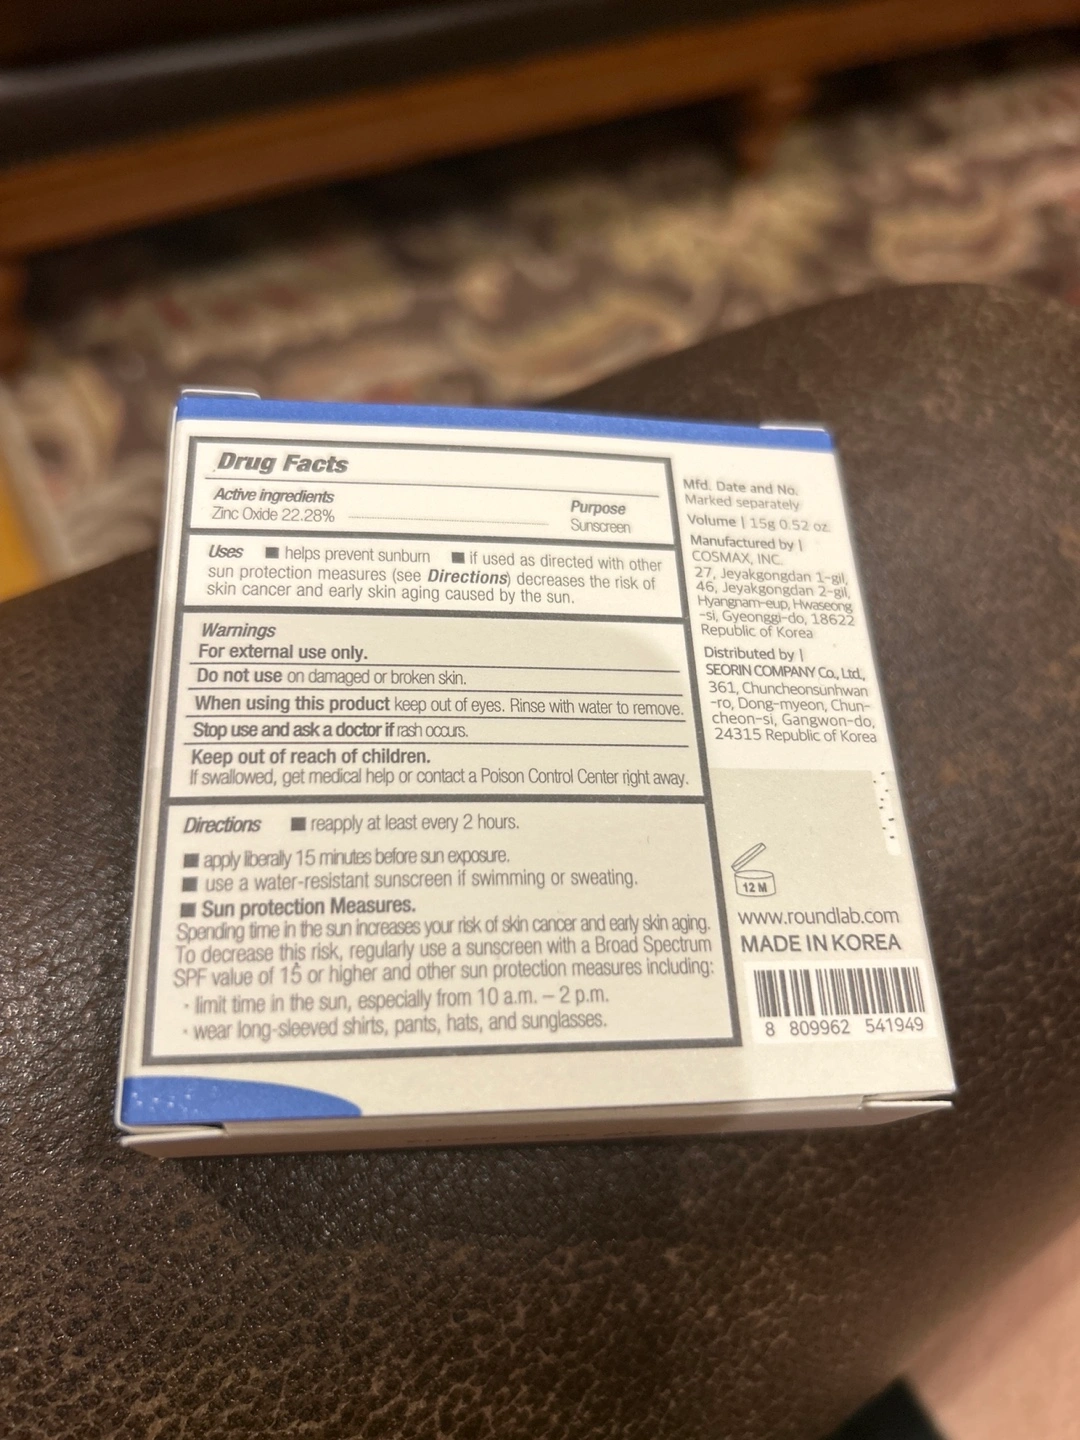 Drug Facts
Active ingredients
Purpose
Zinc Oxide 22.28%
Sunscreen
Uses ■ helps prevent sunburn ■ if used as directed with other
sun protection measures (see Directions) decreases the risk of
skin cancer and early skin aging caused by the sun.
Warnings
For external use only.
Do not use on damaged or broken skin.
When using this product keep out of eyes. Rinse with water to remove.
Stop use and ask a doctor if rash occurs.
Keep out of reach of children.
If swallowed, get medical help or contact a Poison Control Center right away.
Directions ■ reapply at least every 2 hours.
■ apply liberally 15 minutes before sun exposure.
■ use a water-resistant sunscreen if swimming or sweating.
■ Sun protection Measures.
Spending time in the sun increases your risk of skin cancer and early skin aging.
To decrease this risk, regularly use a sunscreen with a Broad Spectrum
SPF value of 15 or higher and other sun protection measures including:
· limit time in the sun, especially from 10 a.m. – 2 p.m.
· wear long-sleeved shirts, pants, hats, and sunglasses.
Mfd. Date and No.
Marked separately
Volume | 15g 0.52 oz
Manufactured by |
COSMAX, INC.
27, Jeyakgongdan 1-gil,
46, Jeyakgongdan 2-gil,
Hyangnam-eup, Hwaseong
-si, Gyeonggi-do, 18622
Republic of Korea
Distributed by |
SEORIN COMPANY Co., Ltd.,
361, Chuncheonsunhwan
-ro, Dong-myeon, Chun-
cheon-si, Gangwon-do,
24315 Republic of Korea
12 M
www.roundlab.com
MADE IN KOREA
8 809962 541949